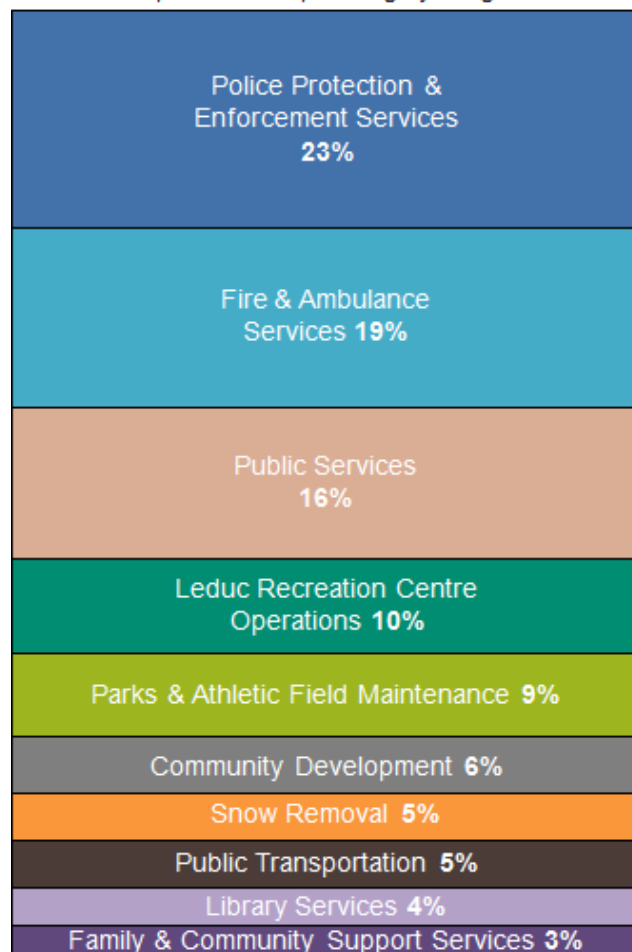 Police Protection &
Enforcement Services
23%
Fire & Ambulance
Services 19%
Public Services
16%
Leduc Recreation Centre
Operations 10%
Parks & Athletic Field Maintenance 9%
Community Development 6%
Snow Removal 5%
Public Transportation 5%
Library Services 4%
Family & Community Support Services 3%